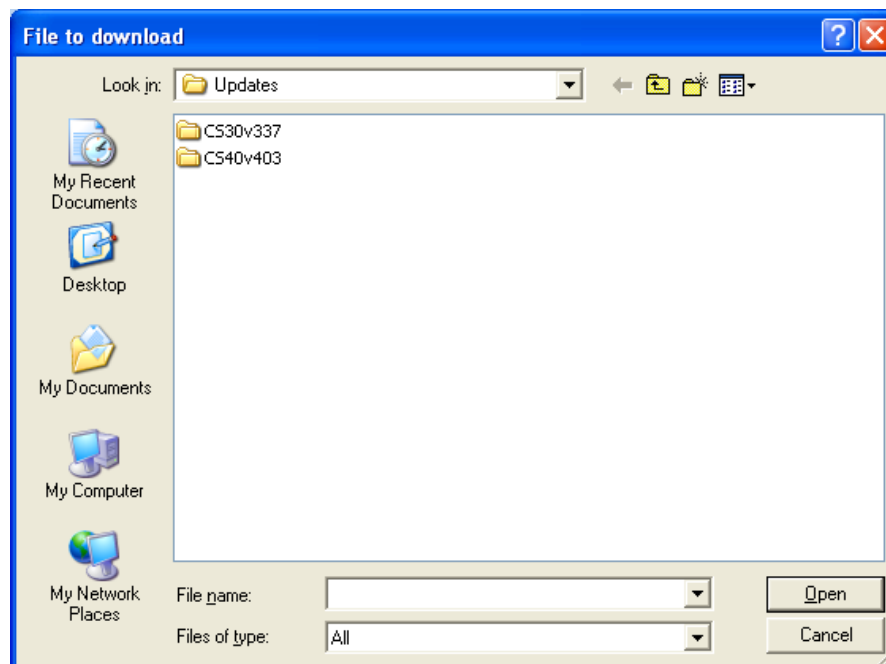 File to download
Look in: Updates
CS30v337
CS40v403
My Recent
Documents
Desktop
My Documents
My Computer
My Network
Places
File name:
Open
Files of type: All
Cancel